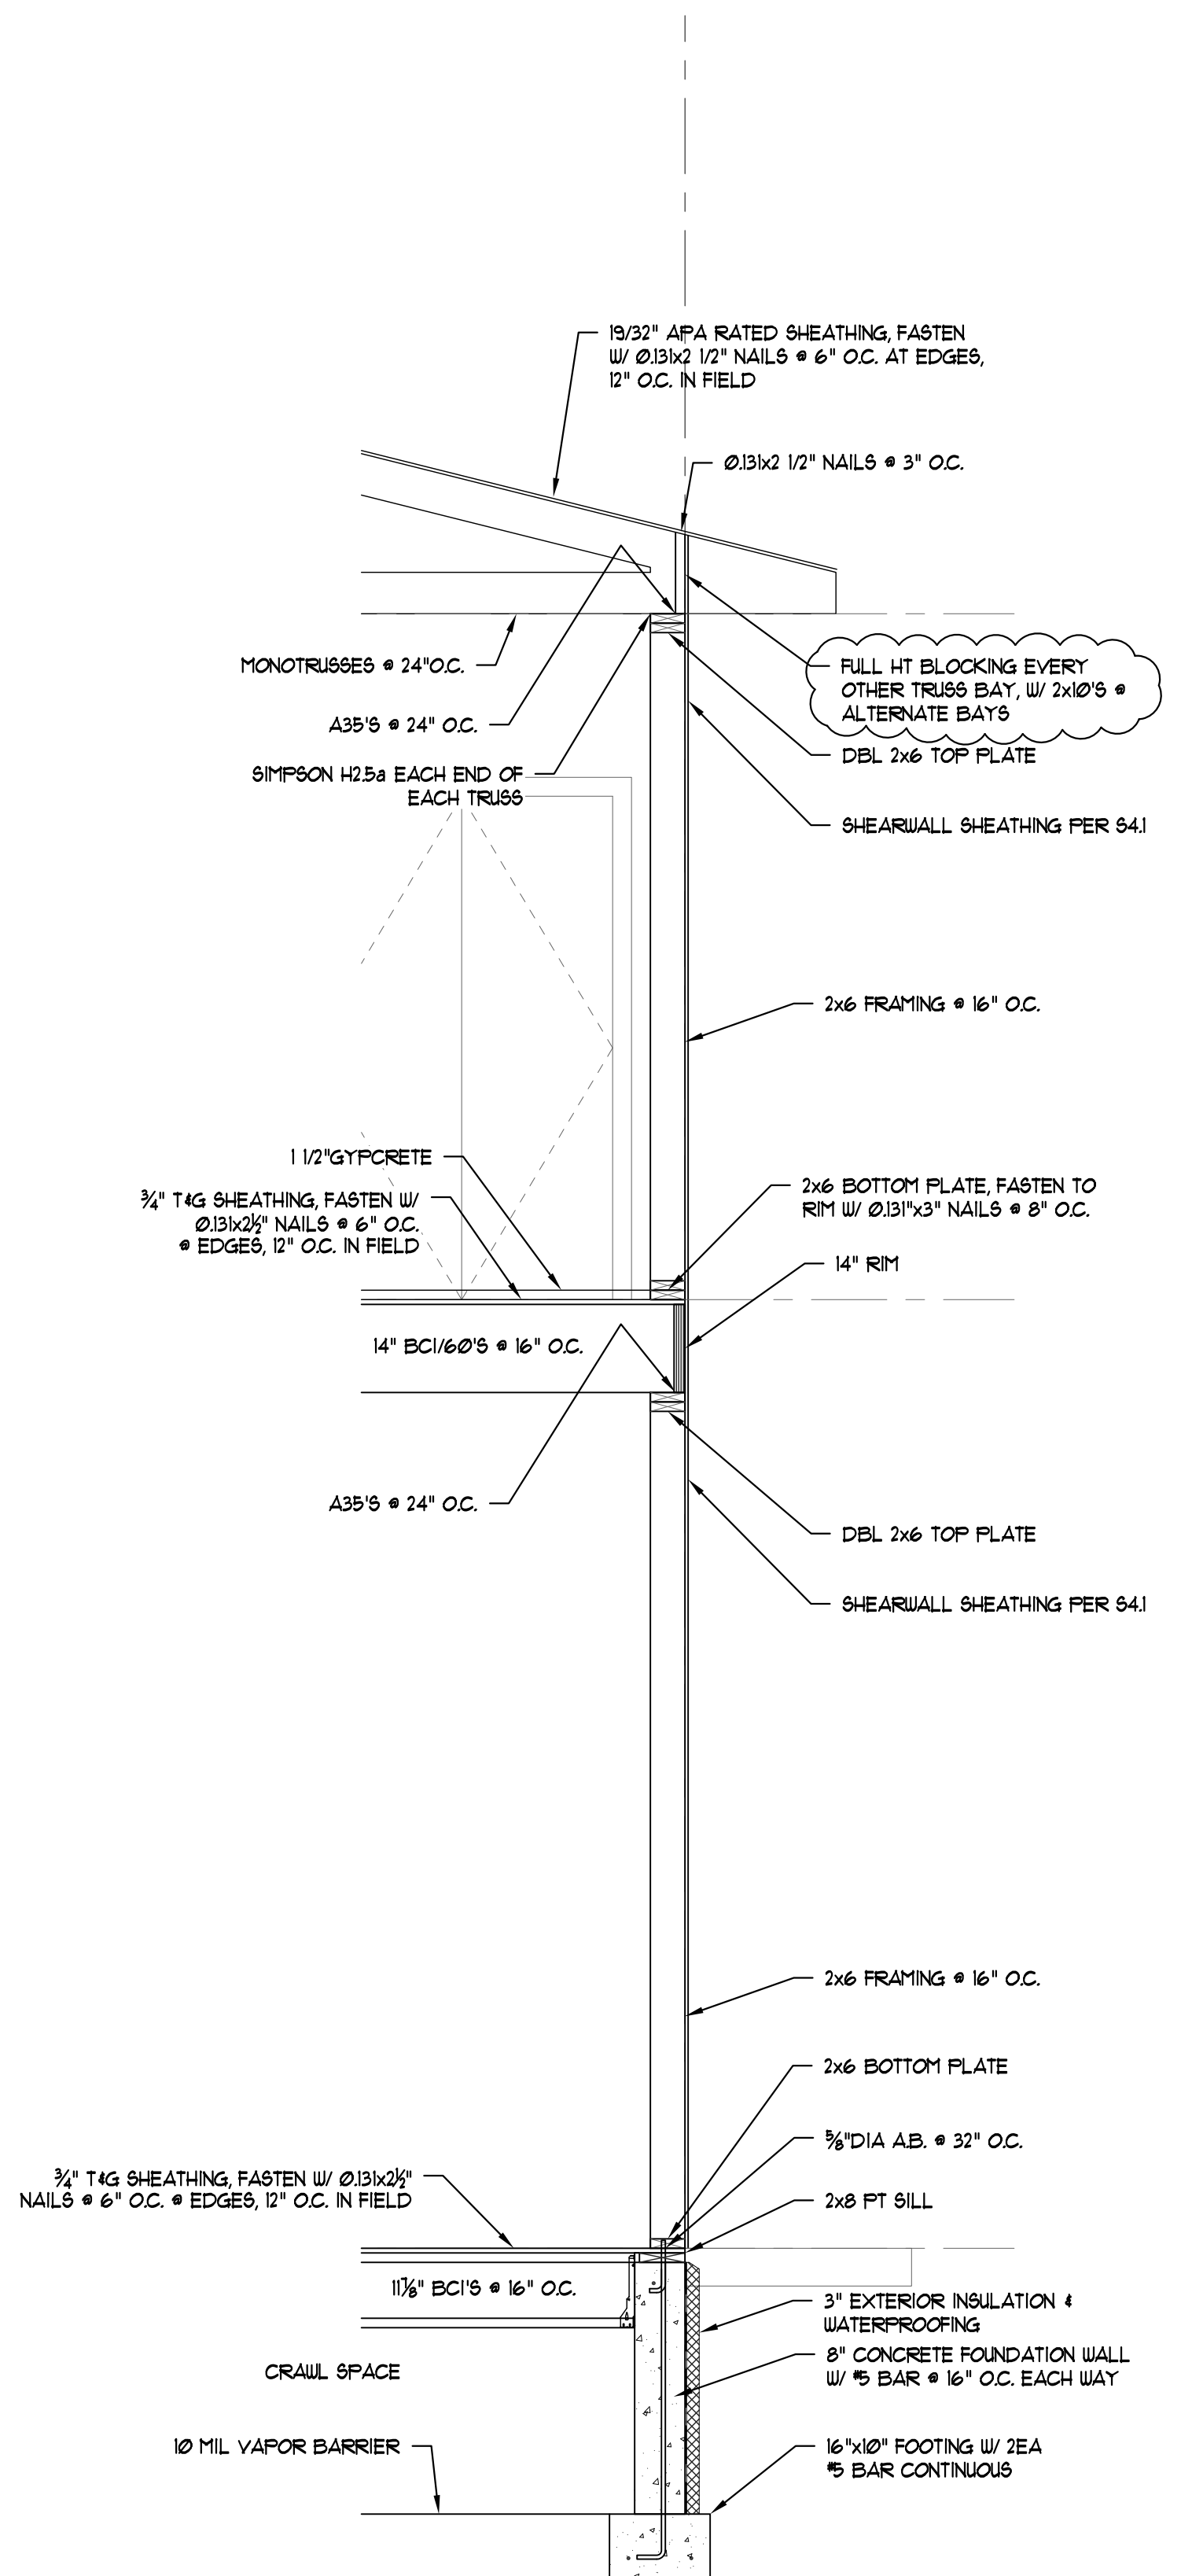 19/32" APA RATED SHEATHING, FASTEN
W/ Ø.131x2 1/2" NAILS @ 6" O.C. AT EDGES,
12" O.C. IN FIELD
Ø.131x2 1/2" NAILS @ 3" O.C.
MONOTRUSSES @ 24"O.C.
FULL HT BLOCKING EVERY
OTHER TRUSS BAY, W/ 2x10'S @
ALTERNATE BAYS
A35'S @ 24" O.C.
DBL 2x6 TOP PLATE
SIMPSON H2.5a EACH END OF
EACH TRUSS
SHEARWALL SHEATHING PER S4.1
2x6 FRAMING @ 16" O.C.
1 1/2"GYPCRETE
¾" T&G SHEATHING, FASTEN W/
Ø.131x2½" NAILS @ 6" O.C.
@ EDGES, 12" O.C. IN FIELD
2x6 BOTTOM PLATE, FASTEN TO
RIM W/ Ø.131"x3" NAILS @ 8" O.C.
14" RIM
14" BCI/60'S @ 16" O.C.
A35'S @ 24" O.C.
DBL 2x6 TOP PLATE
SHEARWALL SHEATHING PER S4.1
2x6 FRAMING @ 16" O.C.
2x6 BOTTOM PLATE
⅝"DIA A.B. @ 32" O.C.
¾" T&G SHEATHING, FASTEN W/ Ø.131x2½"
NAILS @ 6" O.C. @ EDGES, 12" O.C. IN FIELD
2x8 PT SILL
11⅞" BCI'S @ 16" O.C.
3" EXTERIOR INSULATION &
WATERPROOFING
8" CONCRETE FOUNDATION WALL
W/ #5 BAR @ 16" O.C. EACH WAY
CRAWL SPACE
10 MIL VAPOR BARRIER
16"x10" FOOTING W/ 2EA
#5 BAR CONTINUOUS